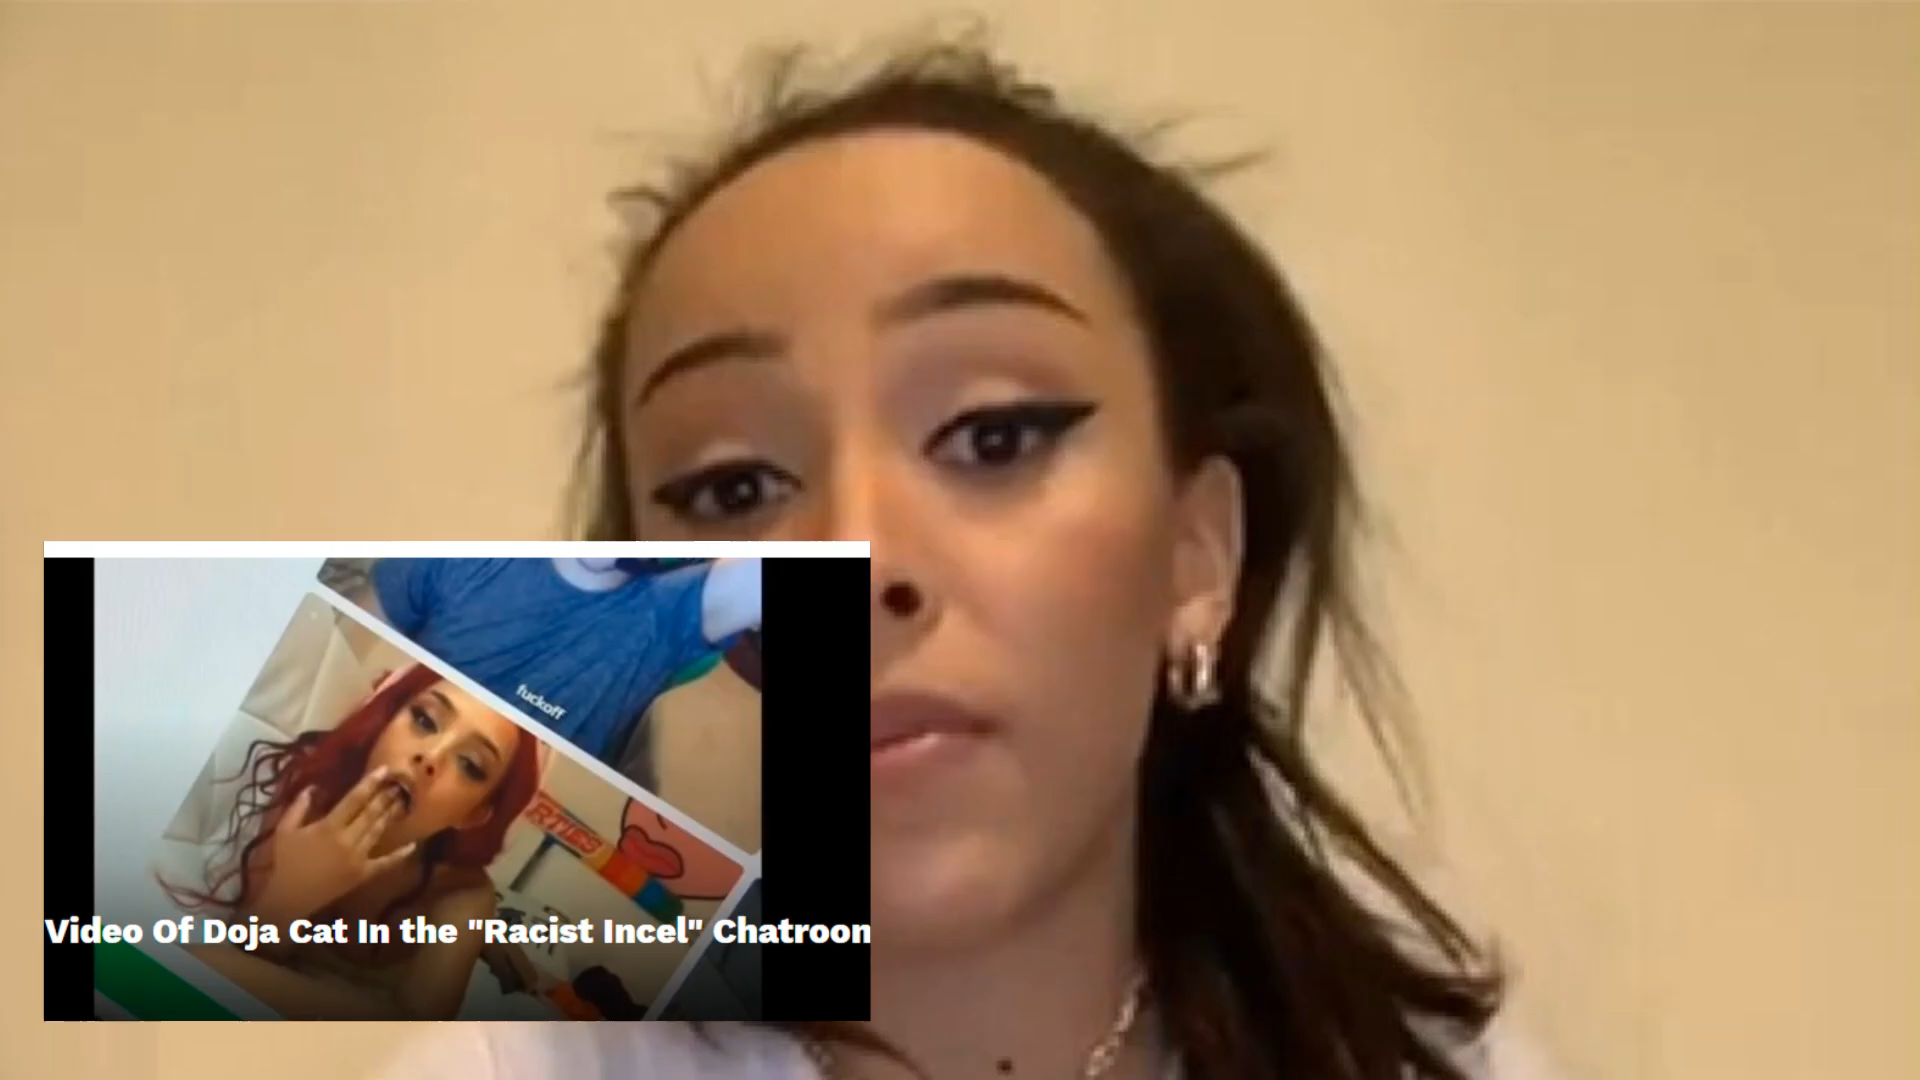 fuckoff
RTIES
Video Of Doja Cat In the "Racist Incel" Chatroon